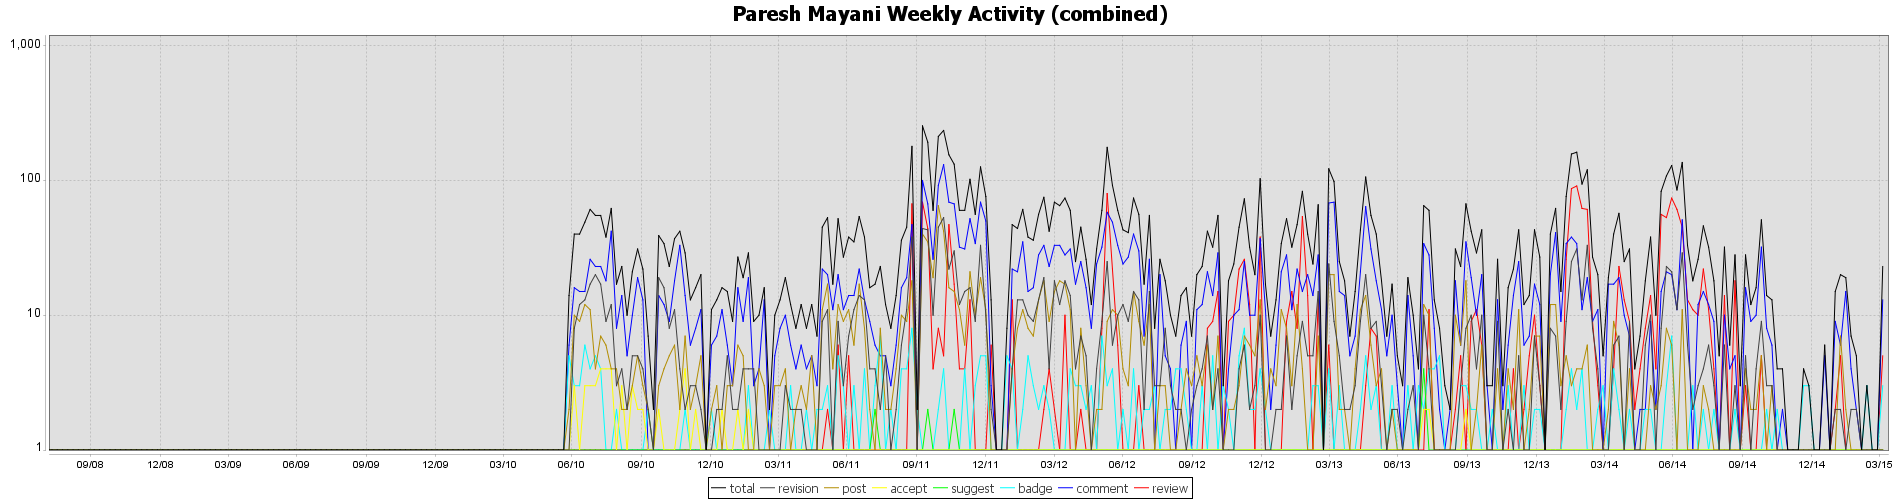 Paresh Mayani Weekly Activity (combined)
1,000
100
10
1
09/08 12/08 03/09 06/09 09/09 12/09 03/10 06/10 09/10 12/10 03/11 06/11 09/11 12/11 03/12 06/12 09/12 12/12 03/13 06/13 09/13 12/13 03/14 06/14 09/14 12/14 03/15
total revision post accept suggest badge comment review